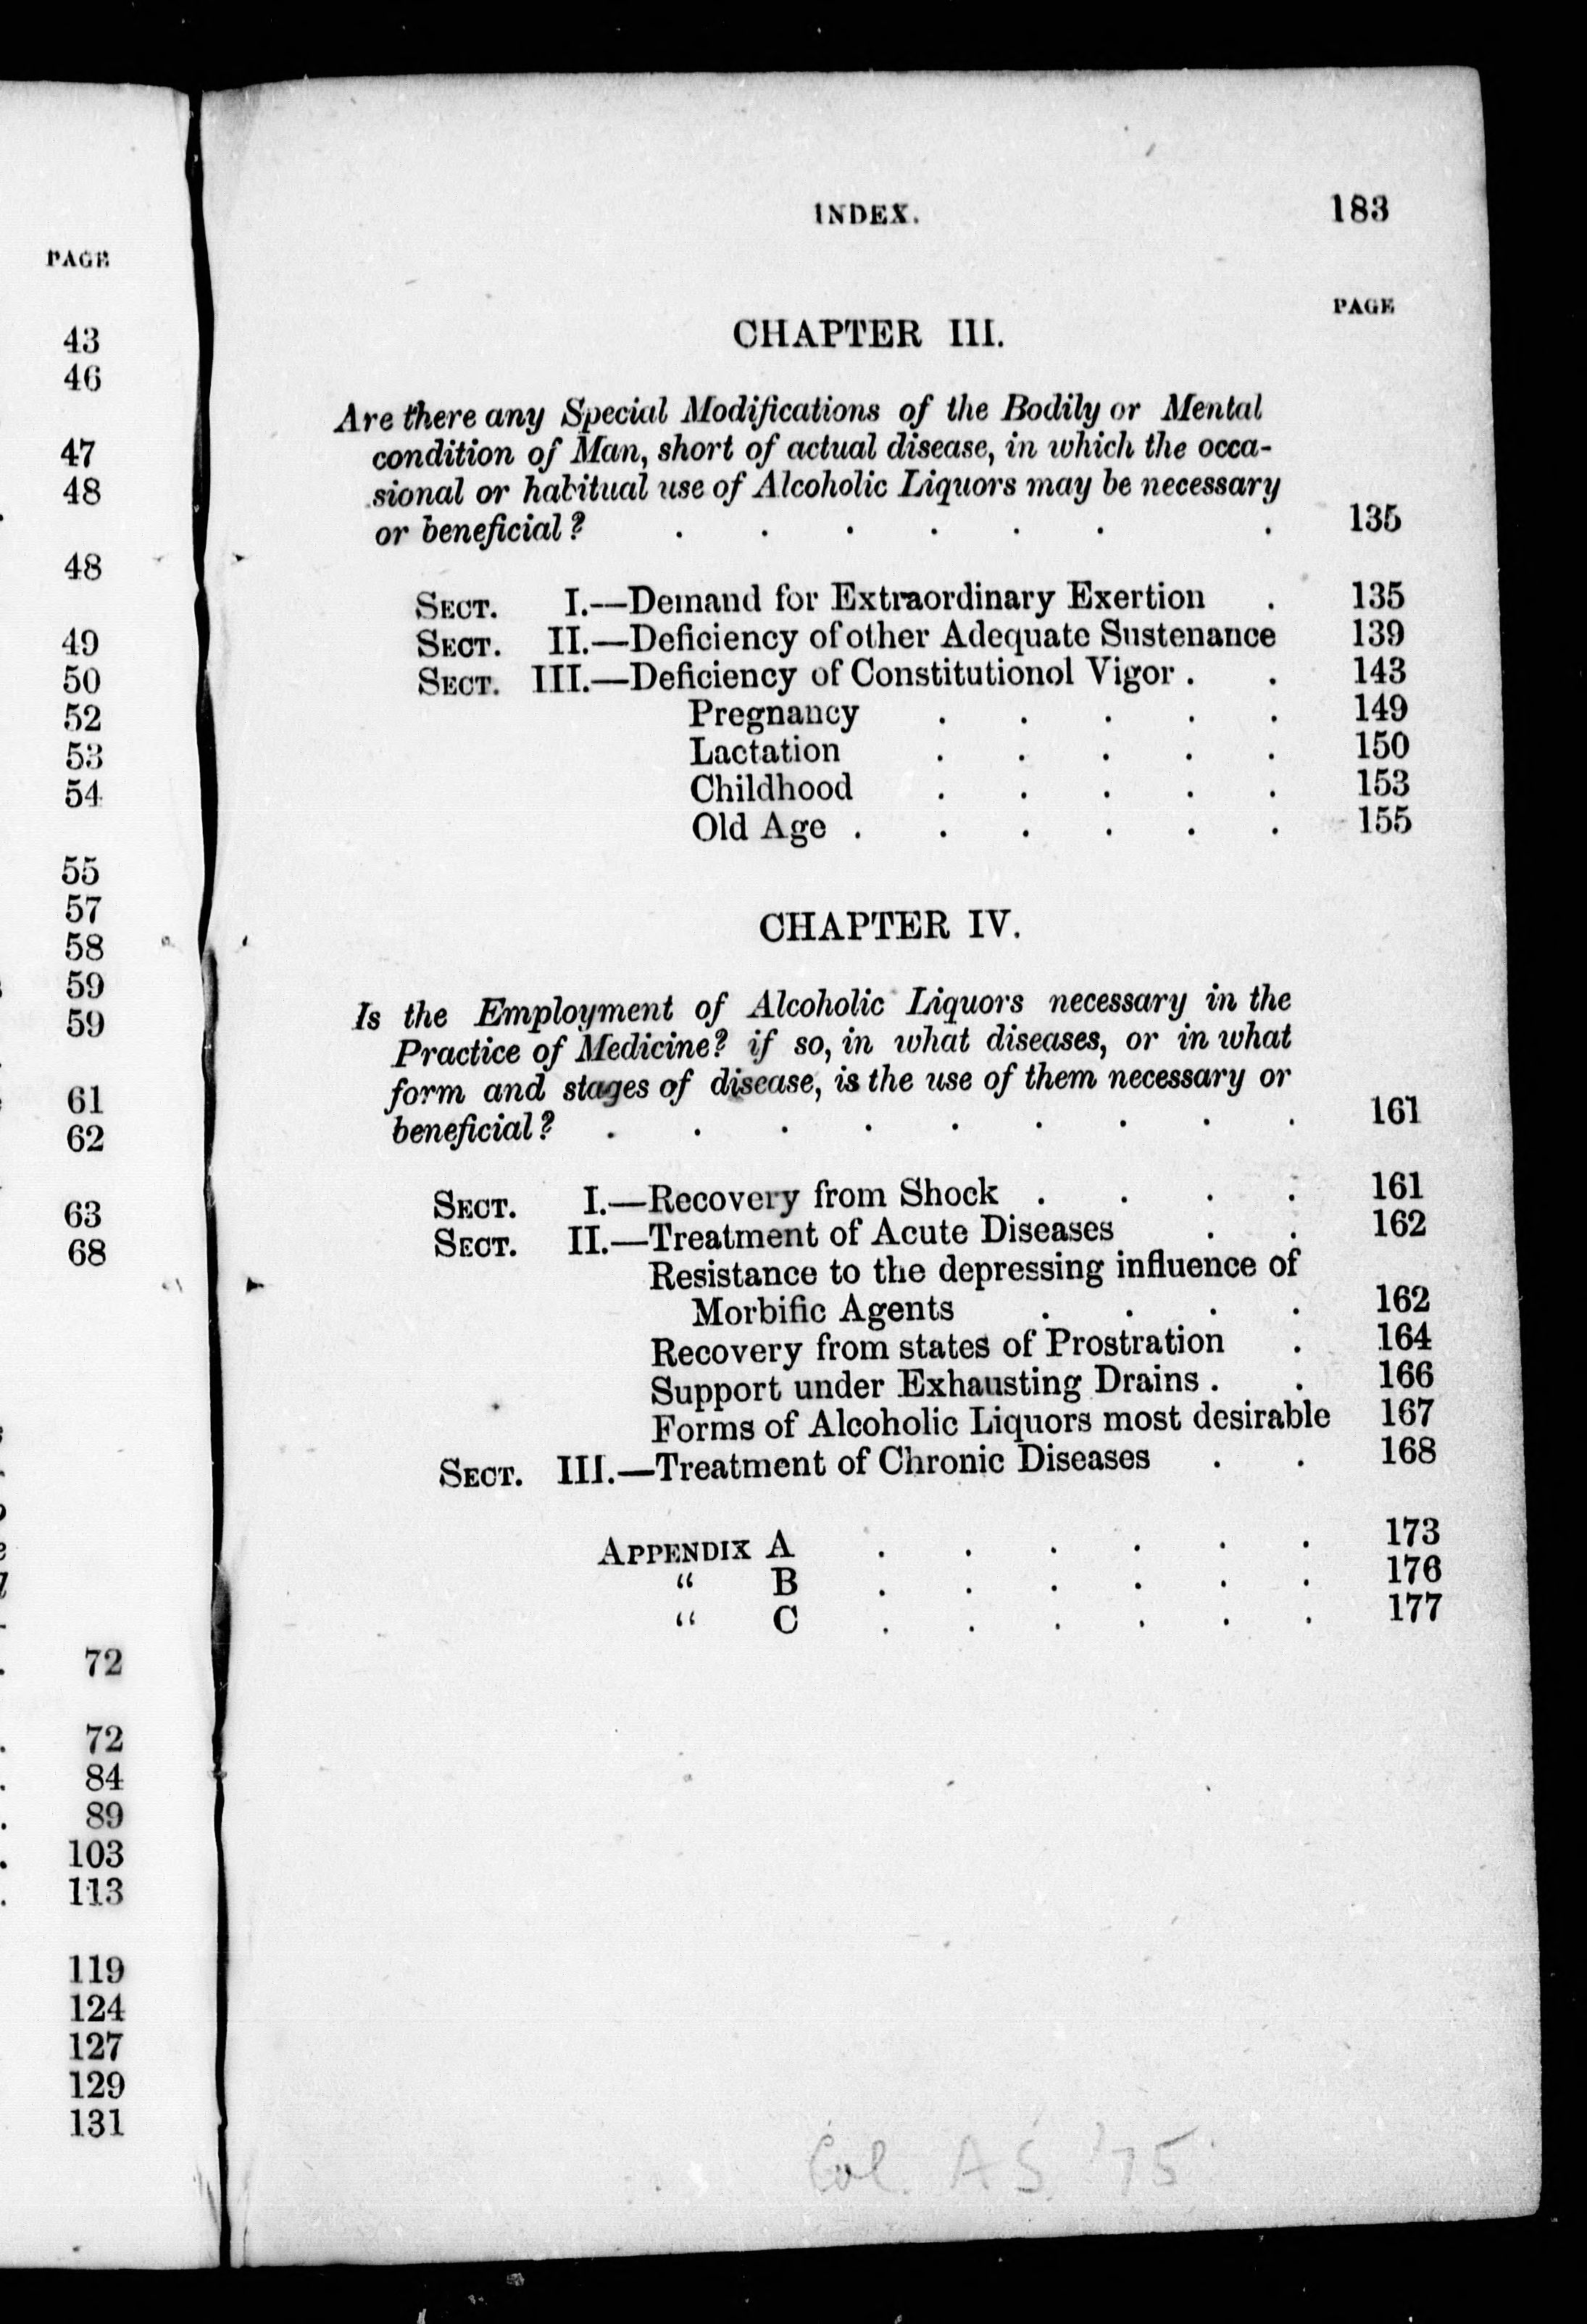 PAGE
43
46
47
48
48
49
50
52
53
54
55
57
58
59
59
61
62
63
68
72
72
84
89
103
113
119
124
127
129
131
INDEX. 183
PAGE
CHAPTER III.
Are there any Special Modifications of the Bodily or Mental
condition of Man, short of actual disease, in which the occa-
sional or habitual use of Alcoholic Liquors may be necessary
or beneficial? . . . . . . . 135
SECT. I.—Demand for Extraordinary Exertion . 135
SECT. II.—Deficiency of other Adequate Sustenance 139
SECT. III.—Deficiency of Constitutionol Vigor . . 143
Pregnancy . . . . . 149
Lactation . . . . . 150
Childhood . . . . . 153
Old Age . . . . . . 155
CHAPTER IV.
Is the Employment of Alcoholic Liquors necessary in the
Practice of Medicine? if so, in what diseases, or in what
form and stages of disease, is the use of them necessary or
beneficial? . . . . . . . . . 161
SECT. I.—Recovery from Shock . . . . 161
SECT. II.—Treatment of Acute Diseases . . 162
Resistance to the depressing influence of
Morbific Agents . . . . 162
Recovery from states of Prostration . 164
Support under Exhausting Drains . . 166
Forms of Alcoholic Liquors most desirable 167
SECT. III.—Treatment of Chronic Diseases . . 168
APPENDIX A . . . . . . 173
“ B . . . . . . 176
“ C . . . . . . 177
Col. A S '75